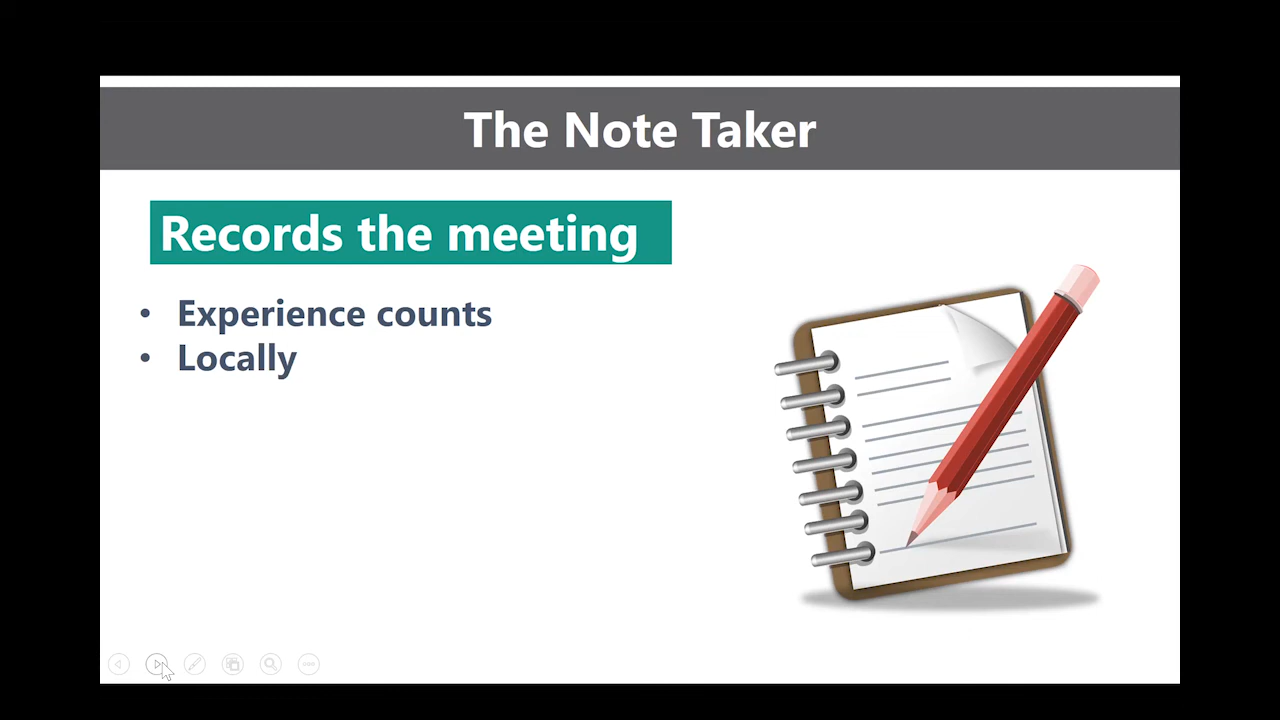 The Note Taker
Records the meeting
• Experience counts
• Locally